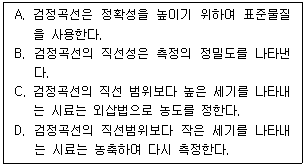 A. 검정곡선은 정확성을 높이기 위하여 표준물질
을 사용한다.
B. 검정곡선의 직선성은 측정의 정밀도를 나타낸
다.
C. 검정곡선의 직선 범위보다 높은 세기를 나타내
는 시료는 외삽법으로 농도를 정한다.
D. 검정곡선의 직선범위보다 작은 세기를 나타내
는 시료는 농축하여 다시 측정한다.